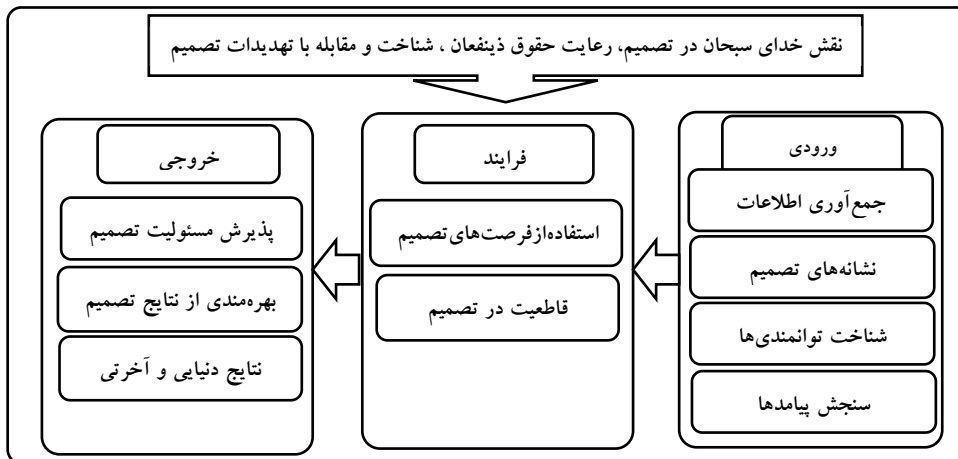 نقش خدای سبحان در تصمیم، رعایت حقوق ذینفعان ، شناخت و مقابله با تهدیدات تصمیم
ورودی
جمع‌آوری اطلاعات
نشانه‌های تصمیم
شناخت توانمندی‌ها
سنجش پیامدها
فرایند
استفاده‌ازفرصت‌های‌تصمیم
قاطعیت در تصمیم
خروجی
پذیرش مسئولیت تصمیم
بهره‌مندی از نتایج تصمیم
نتایج دنیایی و آخرتی